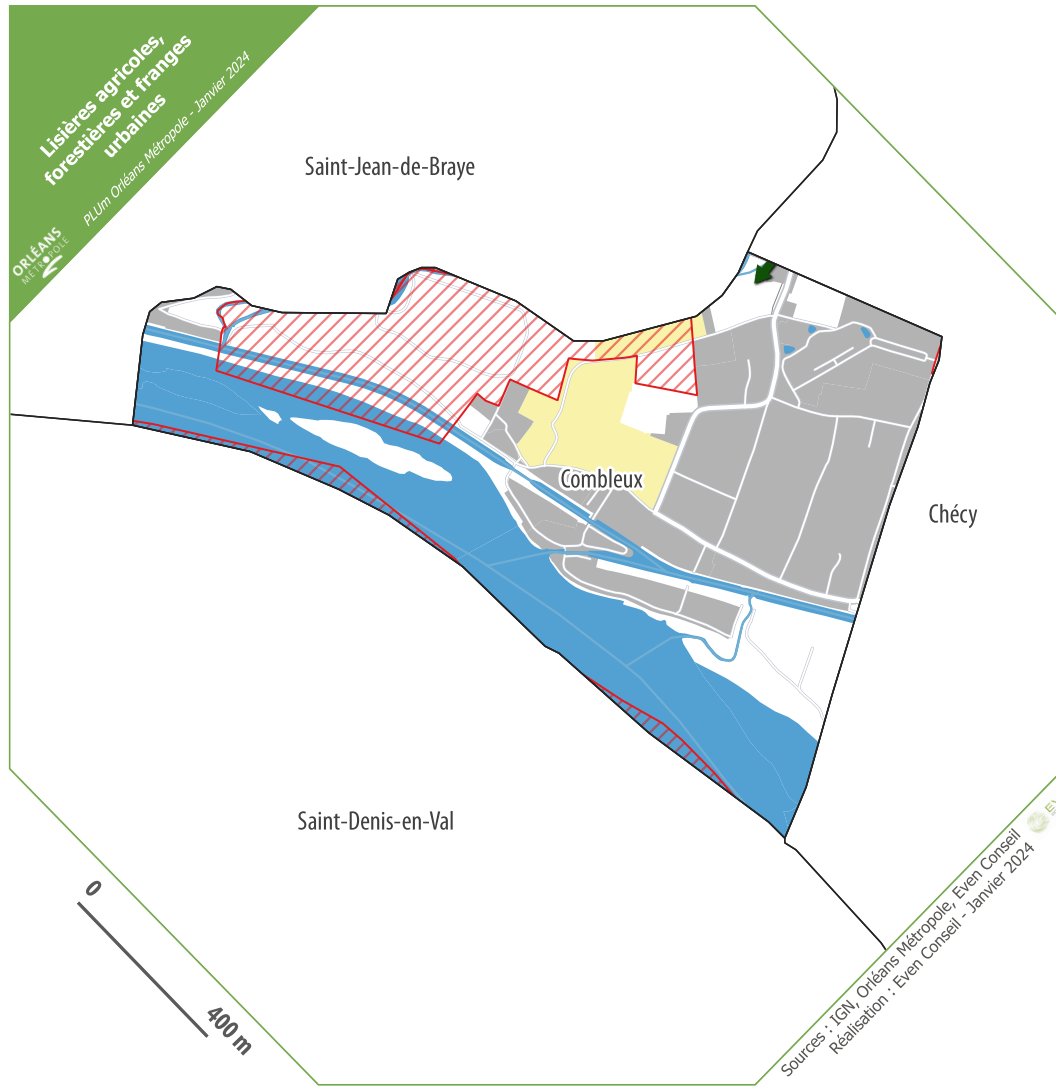 Lisières agricoles,
forestières et franges
urbaines
PLUm Orléans Métropole - Janvier 2024
ORLÉANS
MÉTROPOLE
Saint-Jean-de-Braye
Combleux
Chécy
Saint-Denis-en-Val
0
400 m
Sources : IGN, Orléans Métropole, Even Conseil
Réalisation : Even Conseil - Janvier 2024